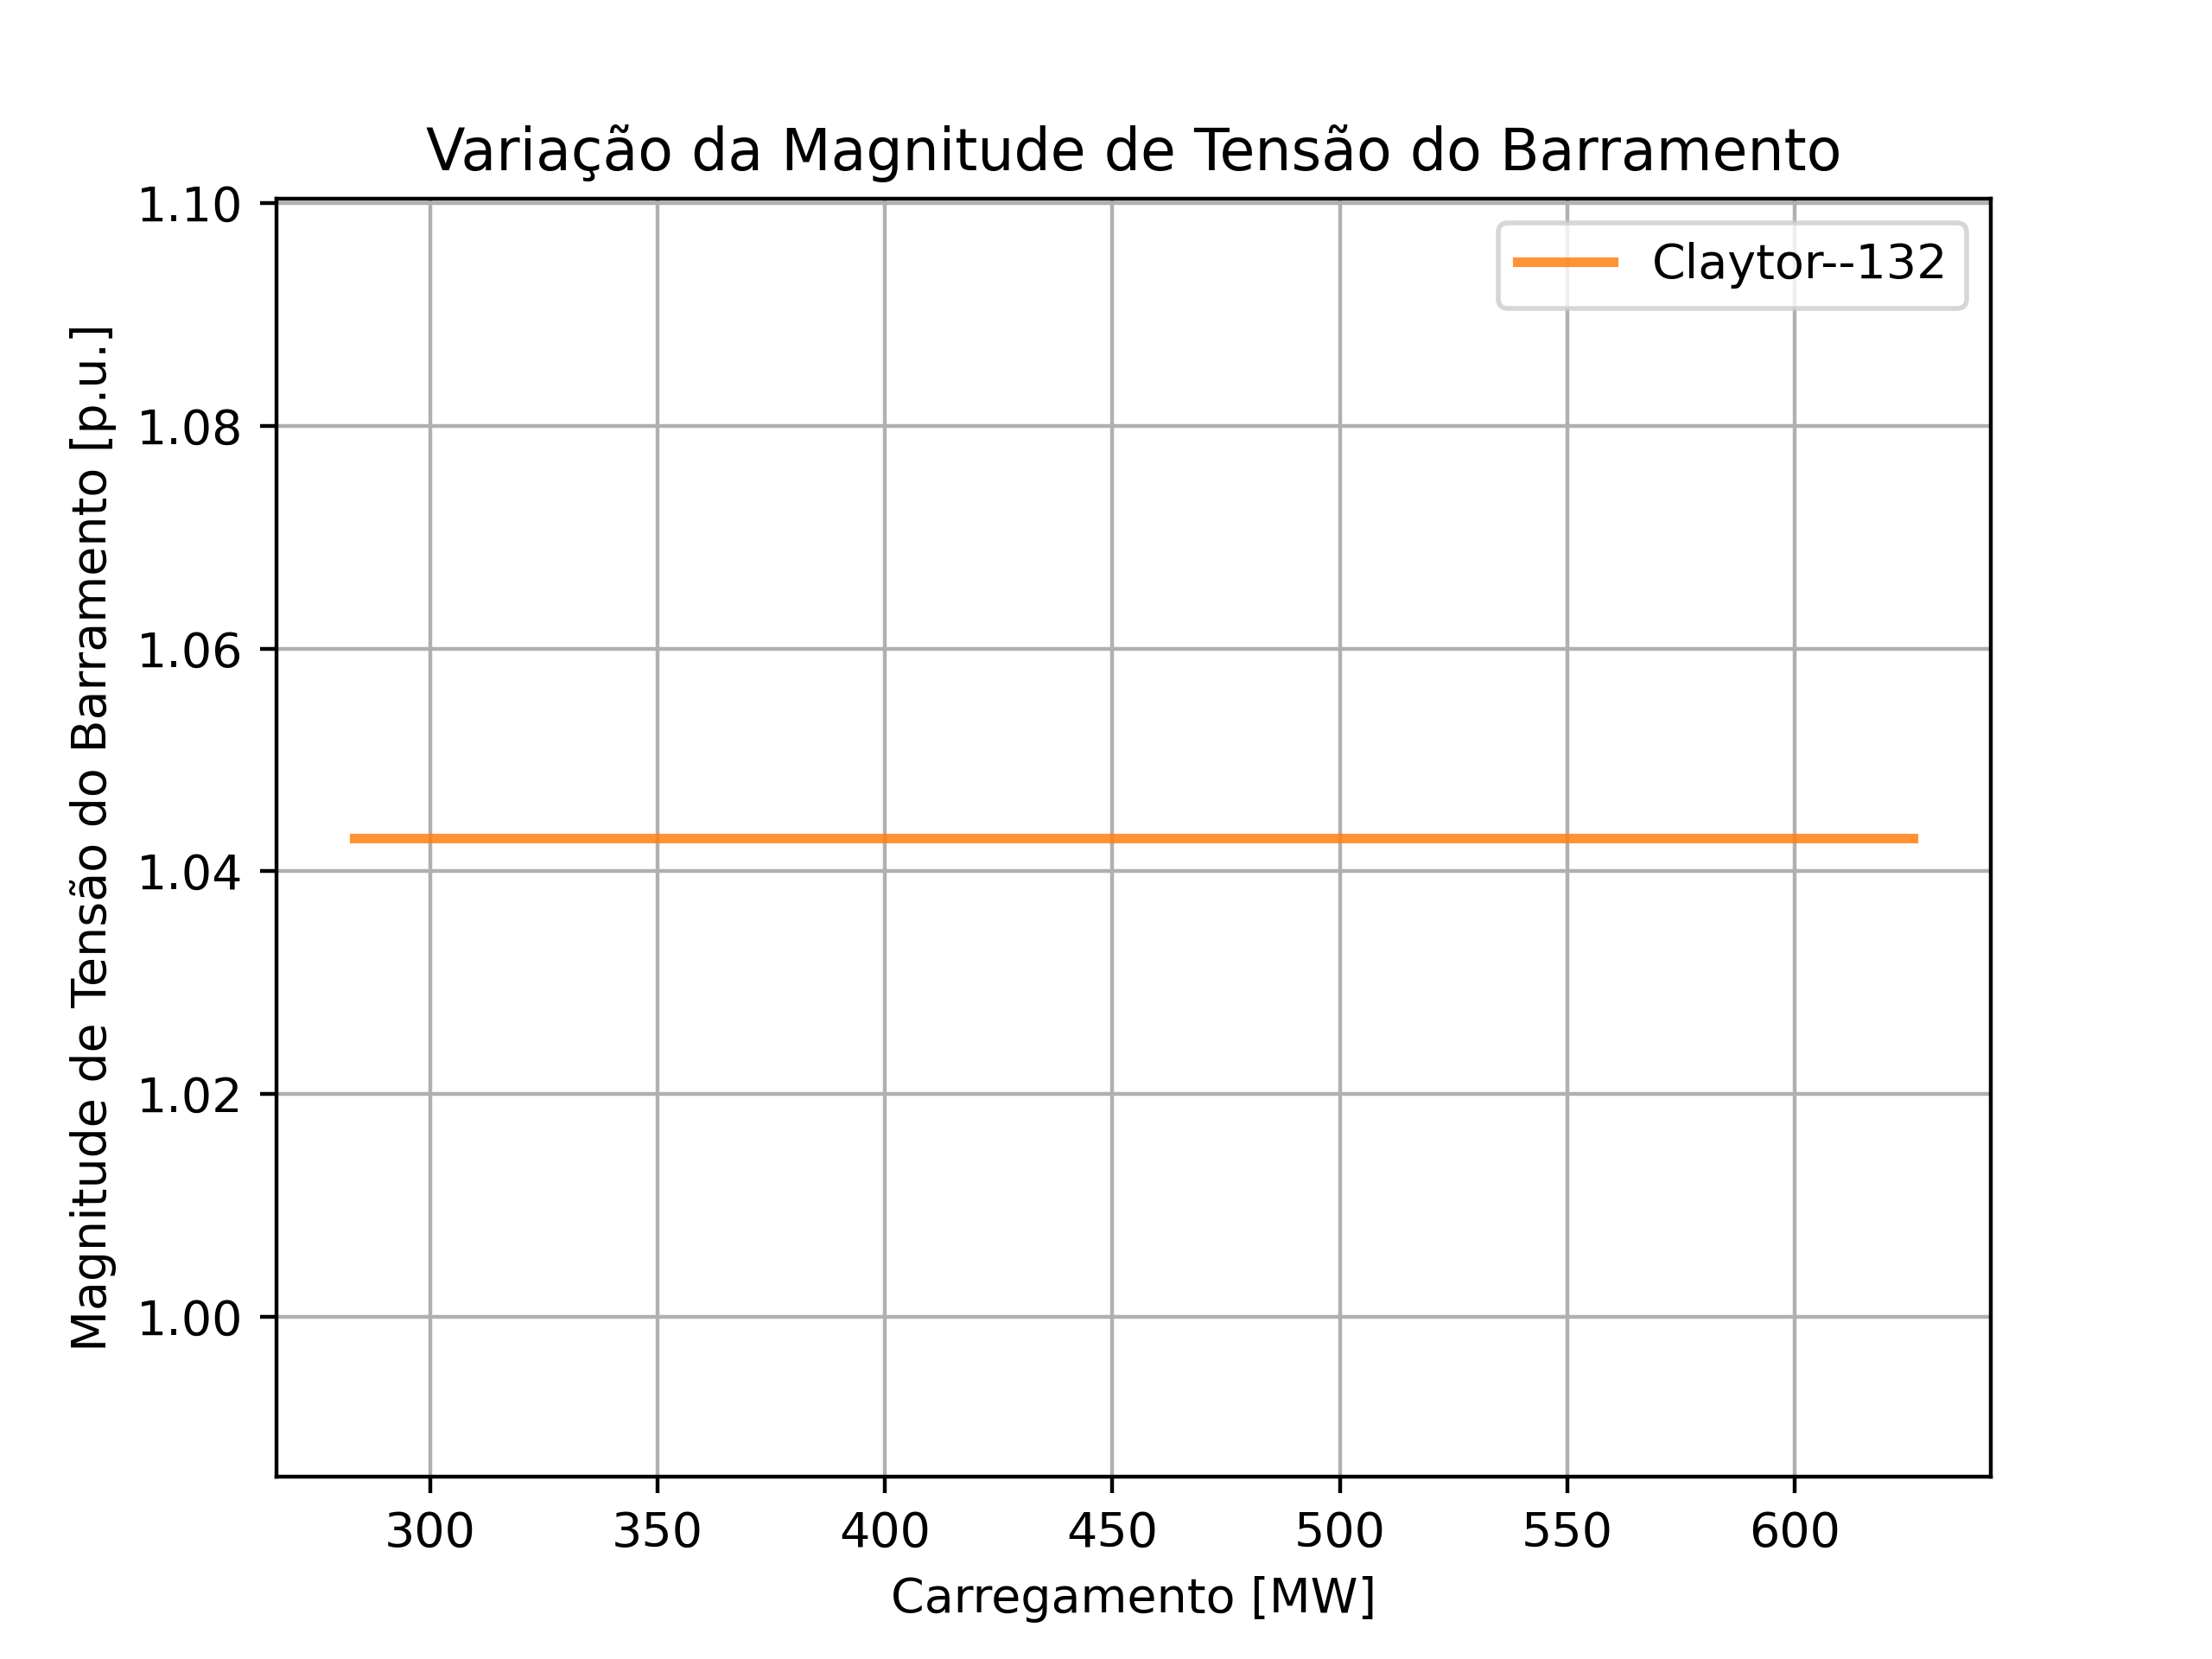 Variação da Magnitude de Tensão do Barramento
Magnitude de Tensão do Barramento [p.u.]
1.10
1.08
1.06
1.04
1.02
1.00
Claytor--132
300 350 400 450 500 550 600
Carregamento [MW]